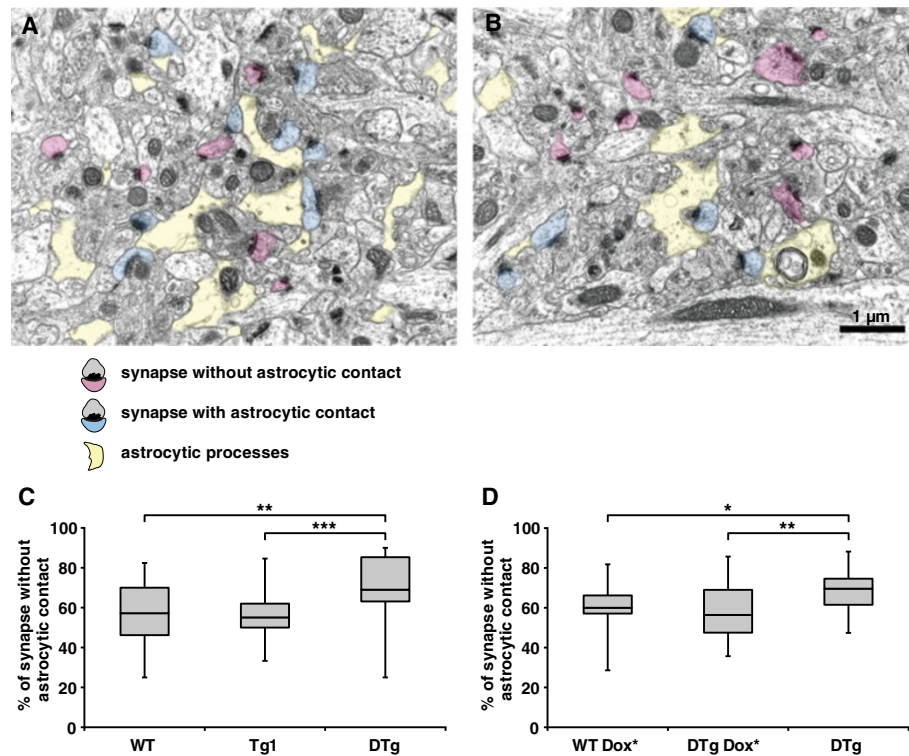 A
B
1 µm
synapse without astrocytic contact
synapse with astrocytic contact
astrocytic processes
C
% of synapse without
astrocytic contact
100
80
60
40
20
0
**
***
WT Tg1 DTg
D
% of synapse without
astrocytic contact
100
80
60
40
20
0
*
**
WT Dox* DTg Dox* DTg